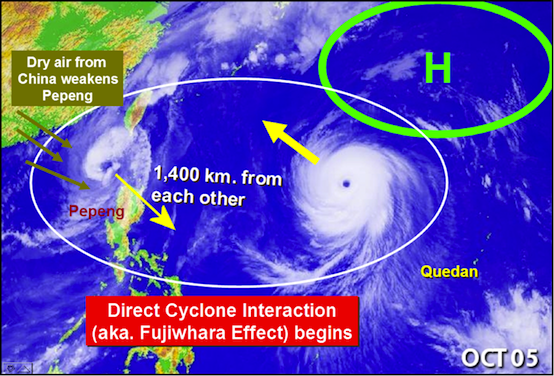 H
Dry air from
China weakens
Pepeng
1,400 km. from
each other
Pepeng
Quedan
Direct Cyclone Interaction
(aka. Fujiwhara Effect) begins
OCT 05